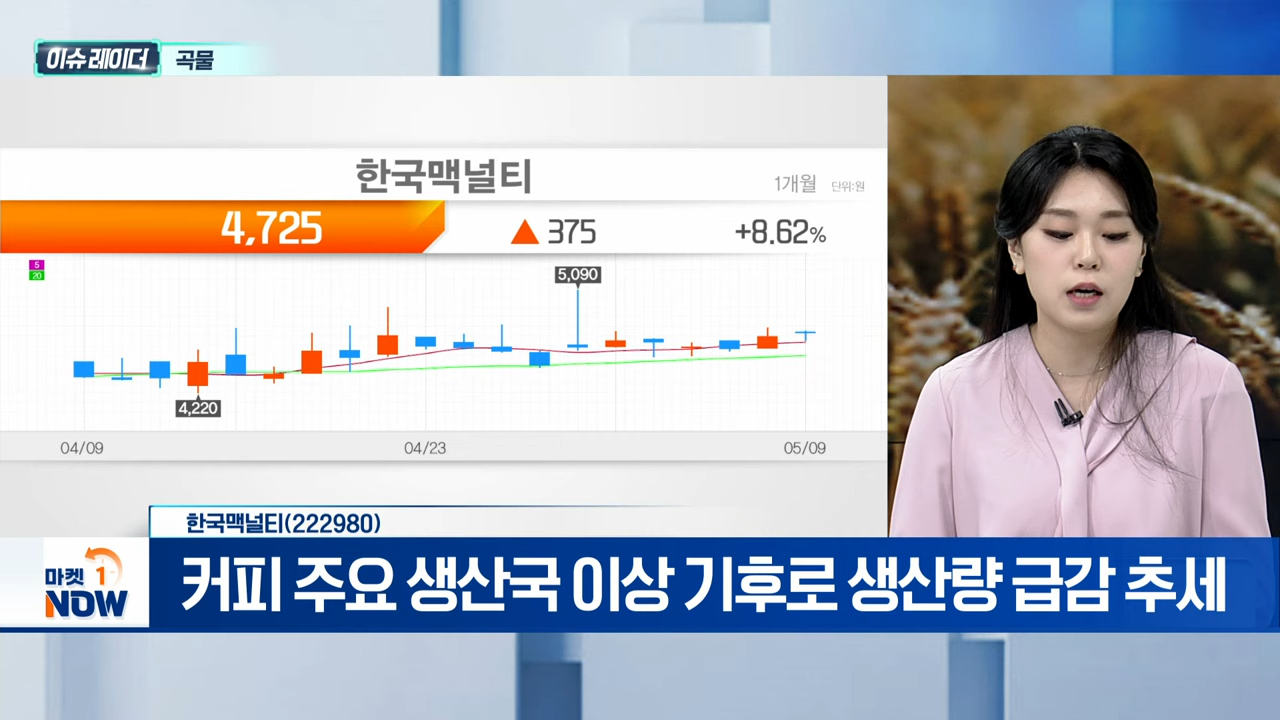 이슈레이더 곡물
한국맥널티
1개월 단위:원
4,725 ▲ 375 +8.62%
5
20
5,090
4,220
04/09 04/23 05/09
한국맥널티(222980)
마켓 1
NOW
커피 주요 생산국 이상 기후로 생산량 급감 추세